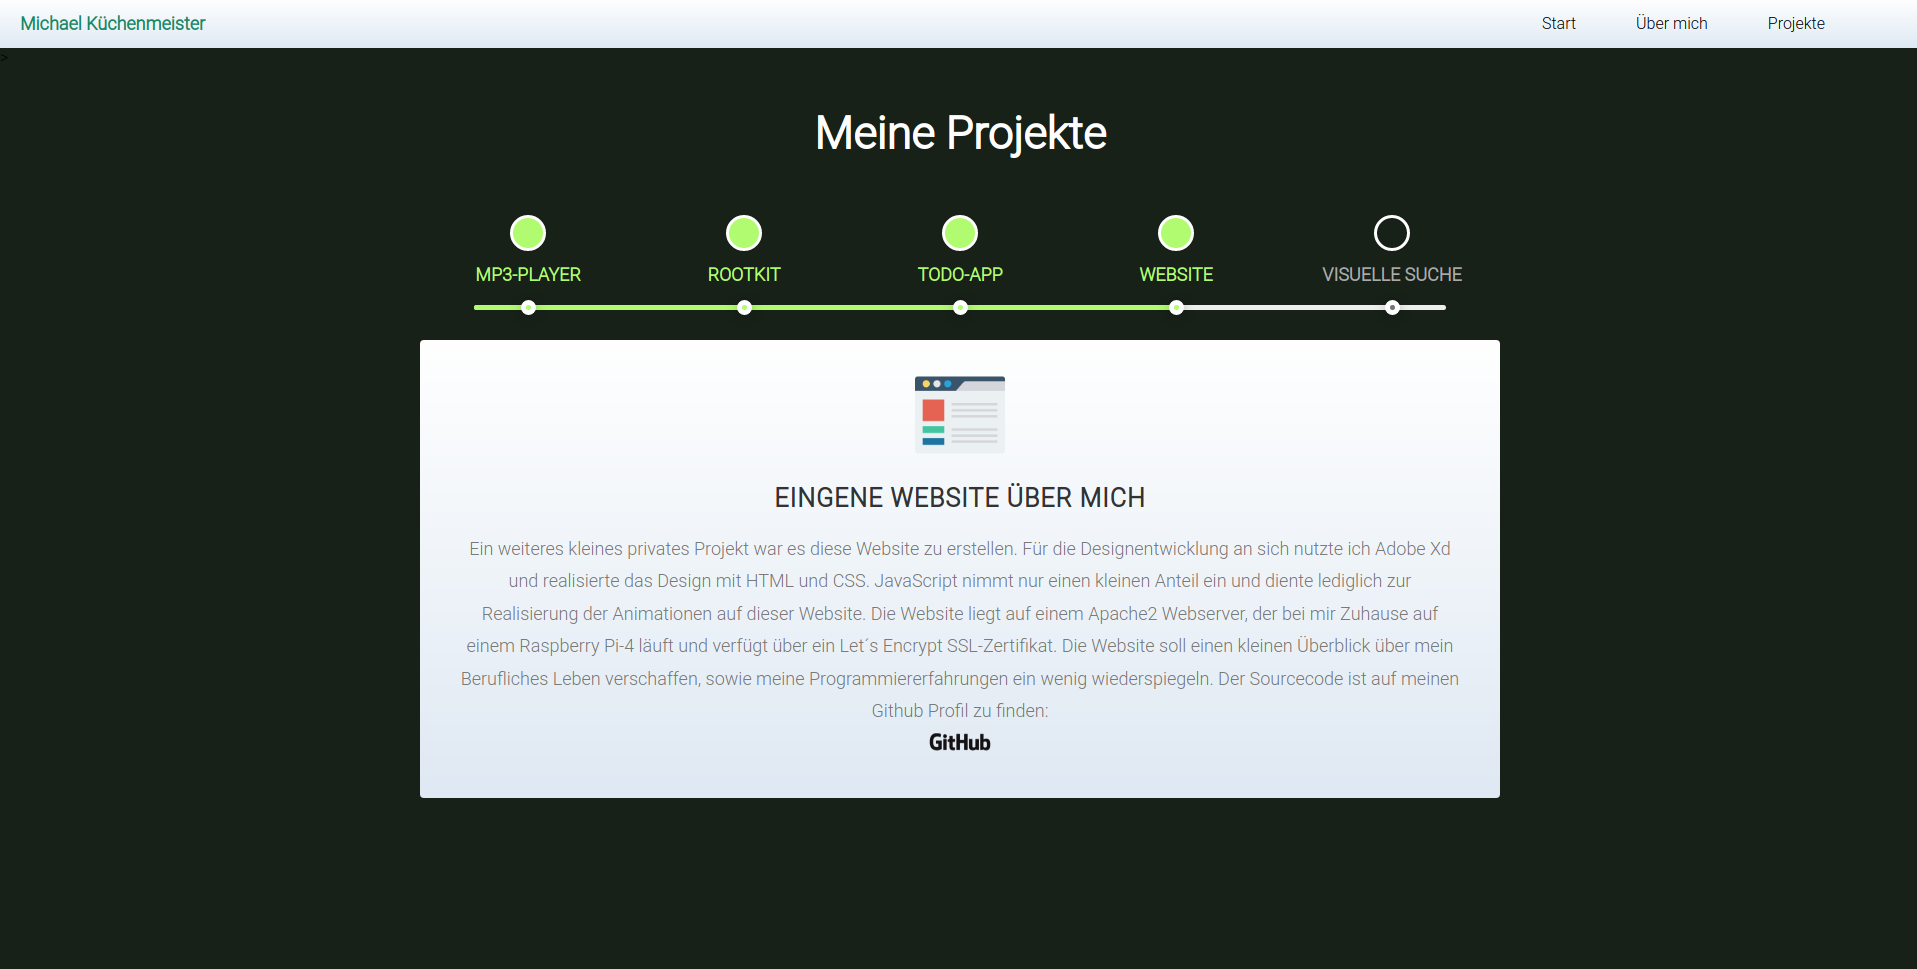 Michael Küchenmeister
Start
Über mich
Projekte
>
Meine Projekte
MP3-PLAYER
ROOTKIT
TODO-APP
WEBSITE
VISUELLE SUCHE
EINGENE WEBSITE ÜBER MICH
Ein weiteres kleines privates Projekt war es diese Website zu erstellen. Für die Designentwicklung an sich nutzte ich Adobe Xd
und realisierte das Design mit HTML und CSS. JavaScript nimmt nur einen kleinen Anteil ein und diente lediglich zur
Realisierung der Animationen auf dieser Website. Die Website liegt auf einem Apache2 Webserver, der bei mir Zuhause auf
einem Raspberry Pi-4 läuft und verfügt über ein Let´s Encrypt SSL-Zertifikat. Die Website soll einen kleinen Überblick über mein
Berufliches Leben verschaffen, sowie meine Programmiererfahrungen ein wenig wiederspiegeln. Der Sourcecode ist auf meinen
Github Profil zu finden:
GitHub